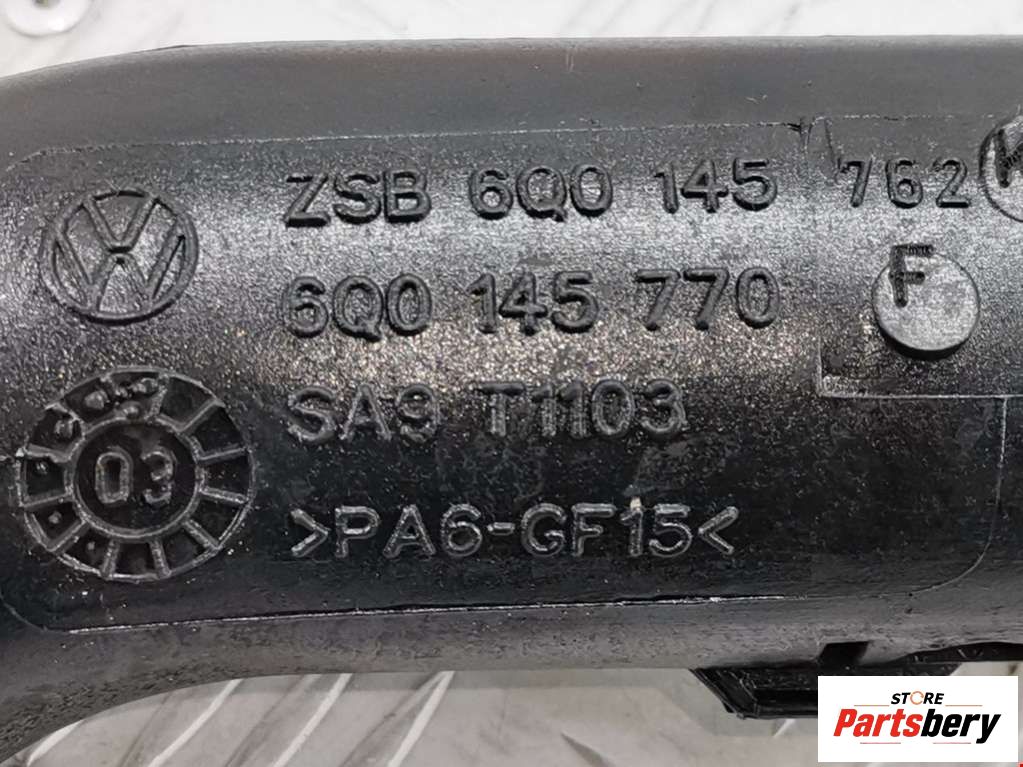 ZSB 6Q0 145 762
6Q0 145 770
F
SA9 T1103
03
>PA6-GF15<
STORE
Partsbery